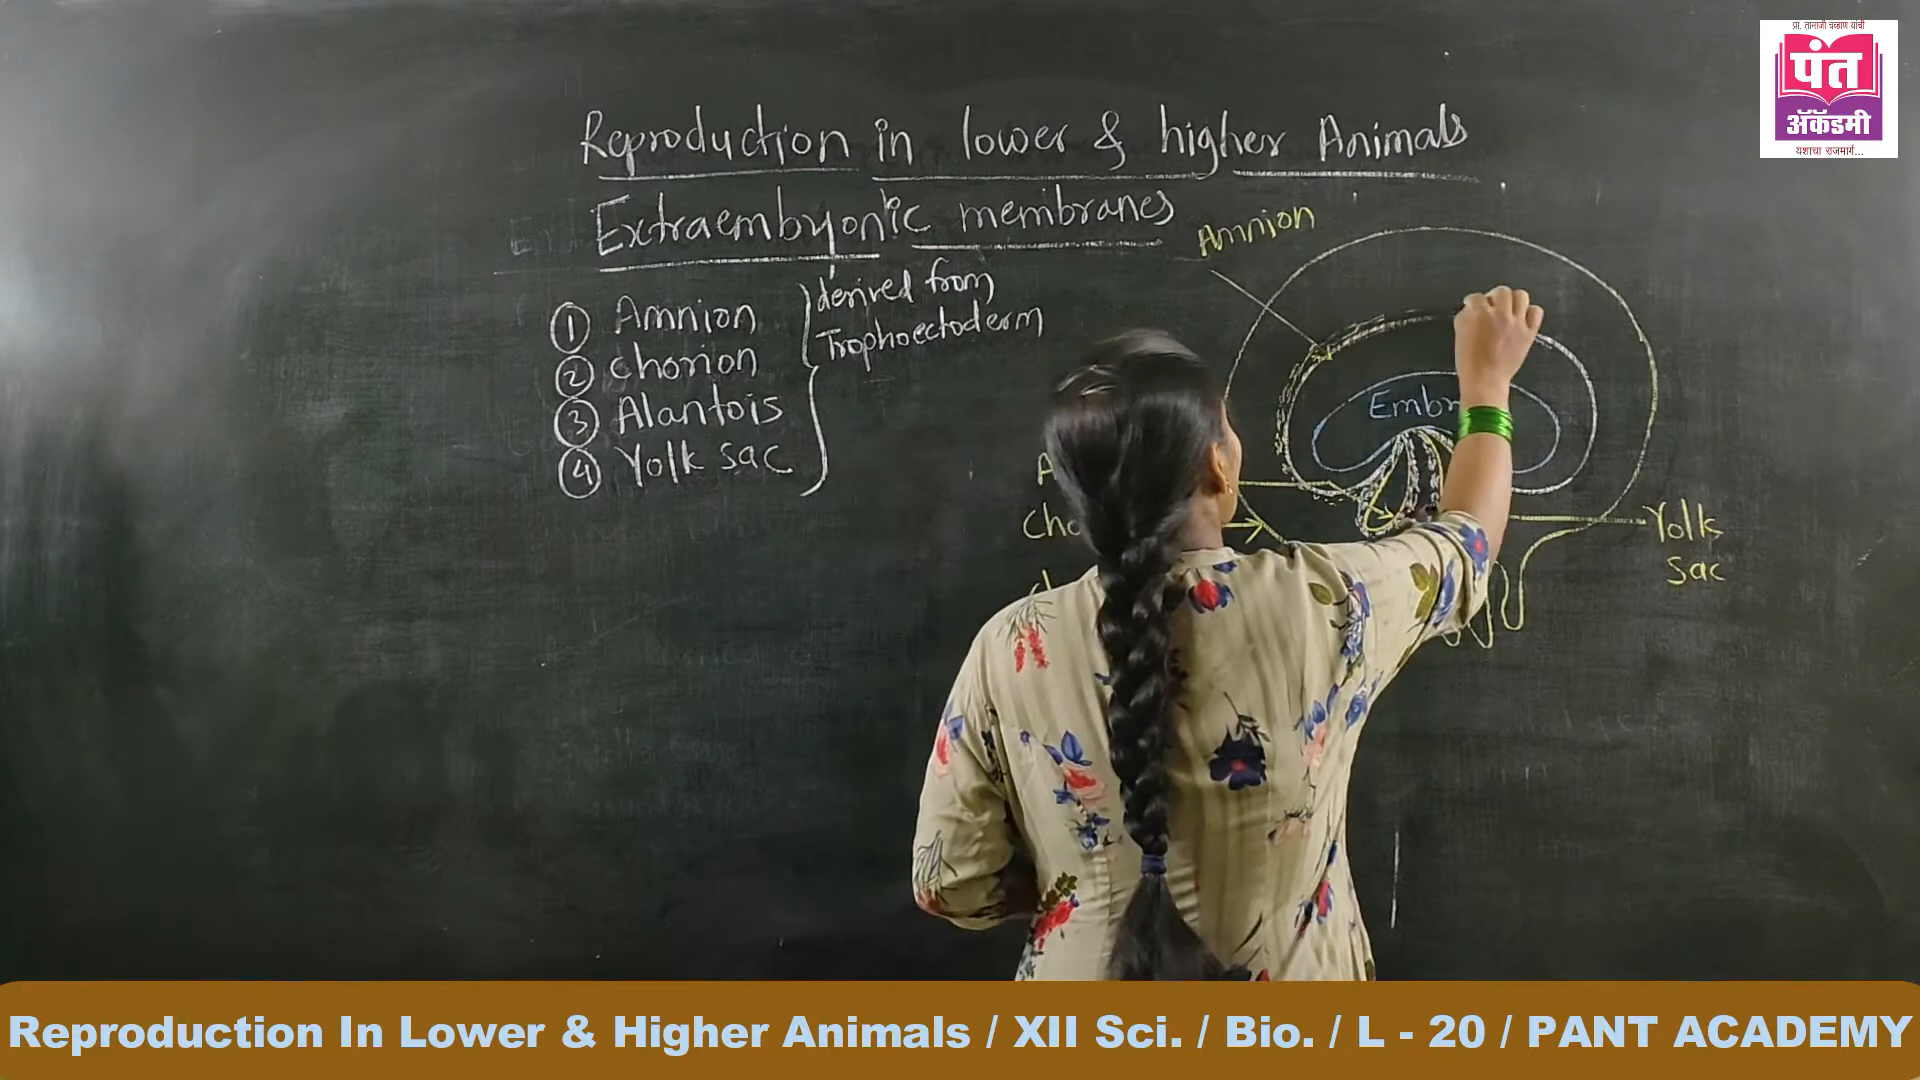 प्रा. तानाजी चव्हाण यांची
पंत
अ‍ॅकॅडमी
यशाचा राजमार्ग...
Reproduction in lower & higher Animals
Extraembyonic membranes
Amnion
① Amnion
② chorion
③ Alantois
④ Yolk sac
derived from
Trophoectoderm
Yolk
Sac
Reproduction In Lower & Higher Animals / XII Sci. / Bio. / L - 20 / PANT ACADEMY